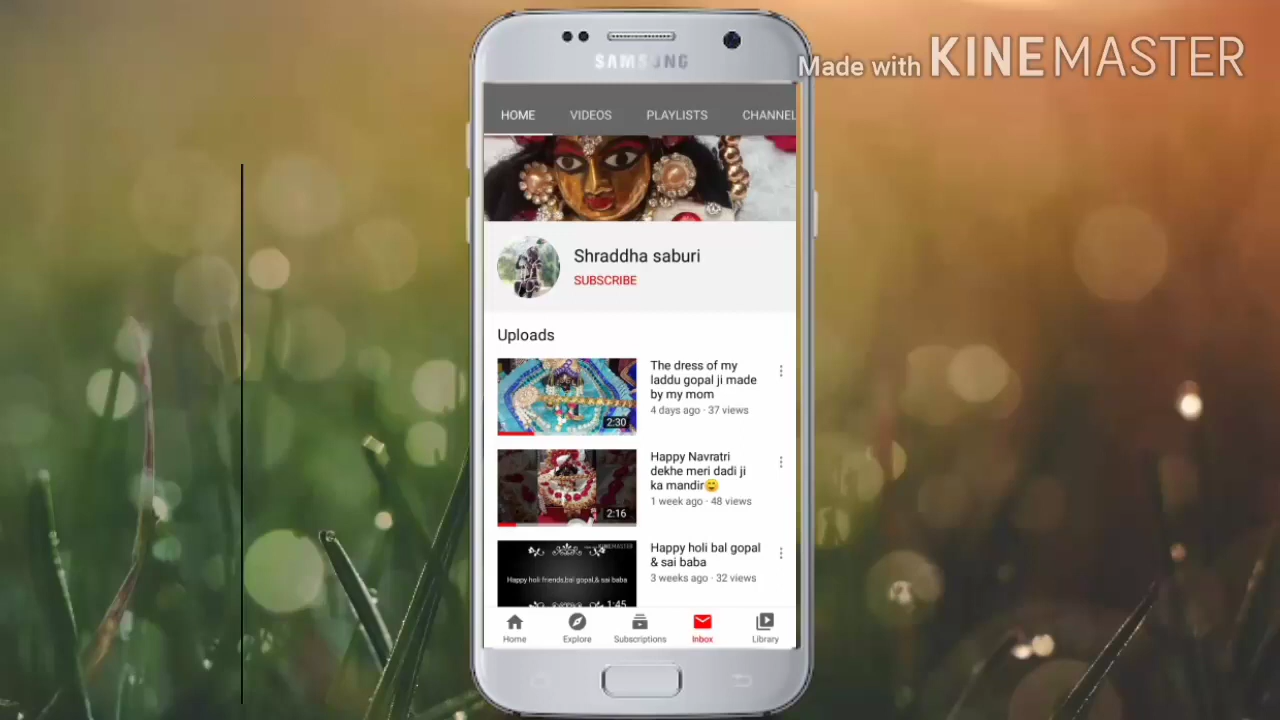 Made with KINEMASTER
SAMSUNG
HOME VIDEOS PLAYLISTS CHANNEL
Shraddha saburi
SUBSCRIBE
Uploads
The dress of my
laddu gopal ji made
by my mom
4 days ago · 37 views
2:30
Happy Navratri
dekhe meri dadi ji
ka mandir😊
1 week ago · 48 views
2:16
Happy holi bal gopal
& sai baba
3 weeks ago · 32 views
KINEMASTER
Happy holi friends,bal gopal,& sai baba
1:45
Home Explore Subscriptions Inbox Library